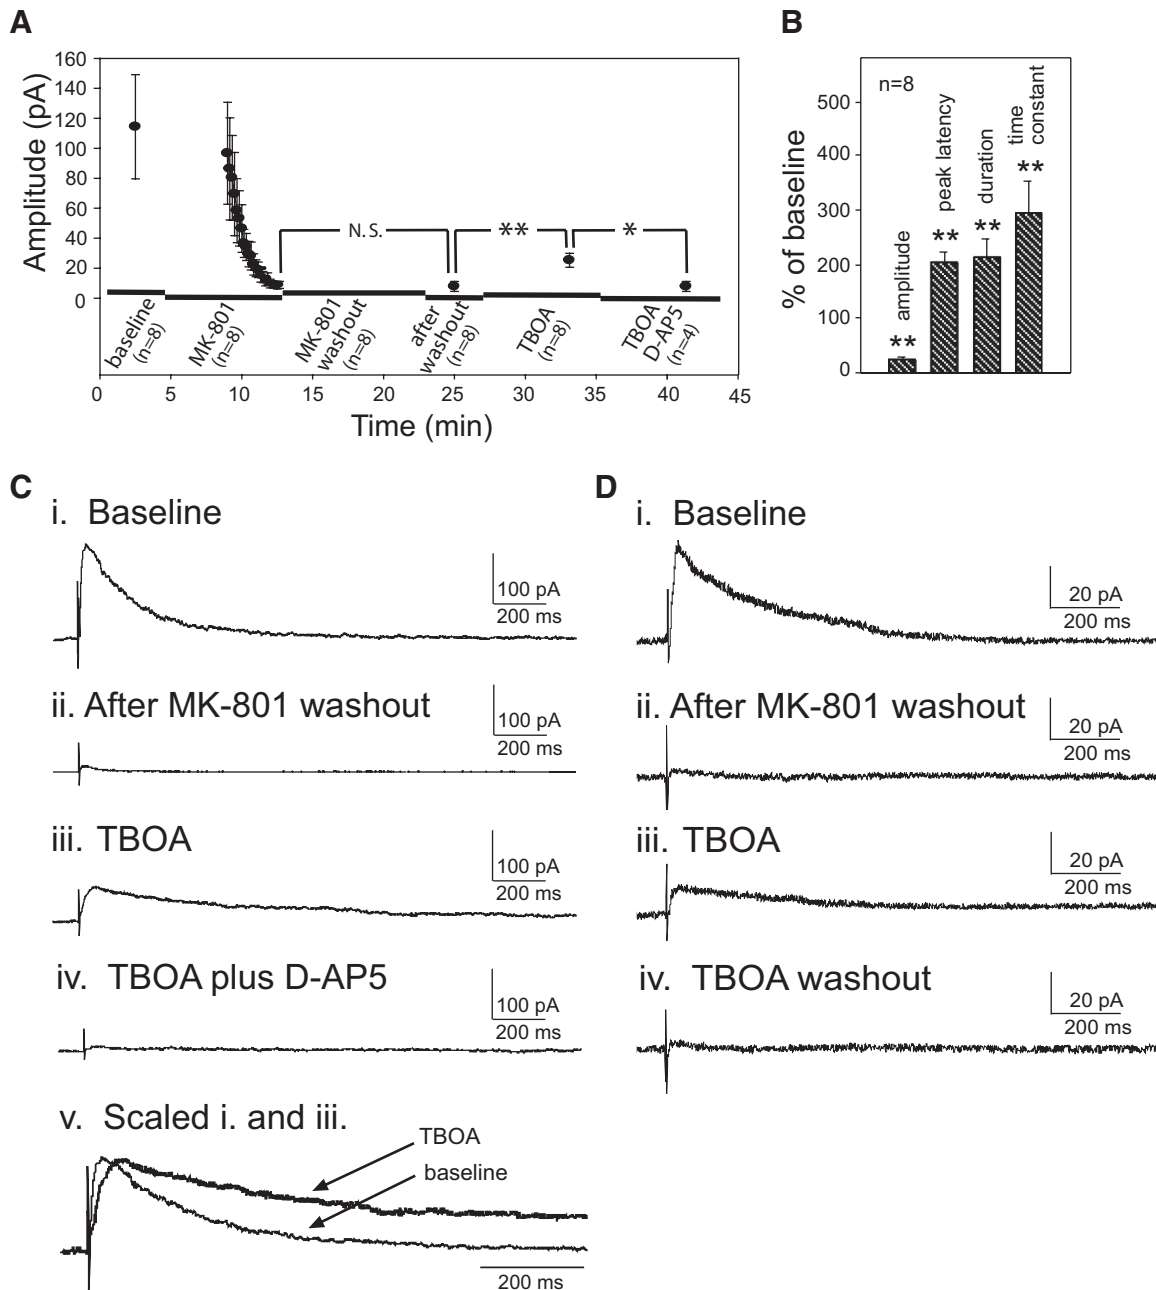 A
Amplitude (pA)
160
140
120
100
80
60
40
20
0
N.S.
**
*
baseline
(n=8)
MK-801
(n=8)
MK-801
washout
(n=8)
after
washout
(n=8)
TBOA
(n=8)
TBOA
D-AP5
(n=4)
0 5 10 15 20 25 30 35 40 45
Time (min)
B
% of baseline
500
400
300
200
100
0
n=8
amplitude
**
peak latency
**
duration
**
time
constant
**
C
i. Baseline
100 pA
200 ms
ii. After MK-801 washout
100 pA
200 ms
iii. TBOA
100 pA
200 ms
iv. TBOA plus D-AP5
100 pA
200 ms
v. Scaled i. and iii.
TBOA
baseline
200 ms
D
i. Baseline
20 pA
200 ms
ii. After MK-801 washout
20 pA
200 ms
iii. TBOA
20 pA
200 ms
iv. TBOA washout
20 pA
200 ms